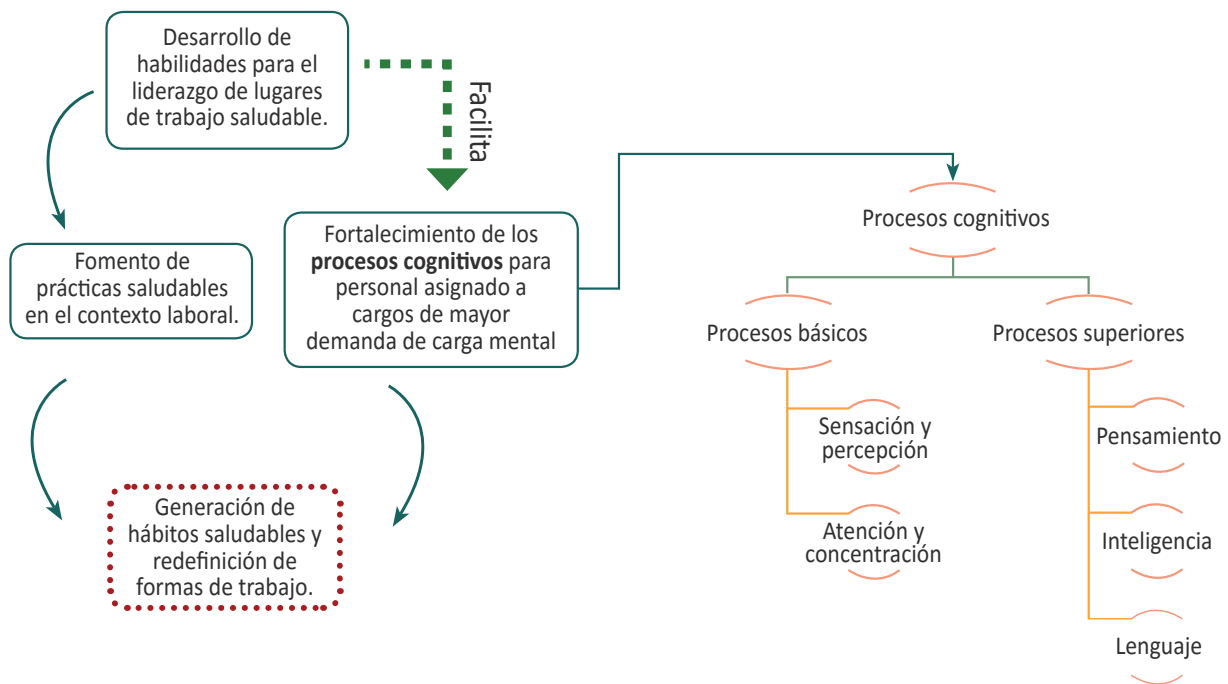 Desarrollo de
habilidades para el
liderazgo de lugares
de trabajo saludable.
Facilita
Fomento de
prácticas saludables
en el contexto laboral.
Fortalecimiento de los
procesos cognitivos para
personal asignado a
cargos de mayor
demanda de carga mental
Generación de
hábitos saludables y
redefinición de
formas de trabajo.
Procesos cognitivos
Procesos básicos
Sensación y
percepción
Atención y
concentración
Procesos superiores
Pensamiento
Inteligencia
Lenguaje